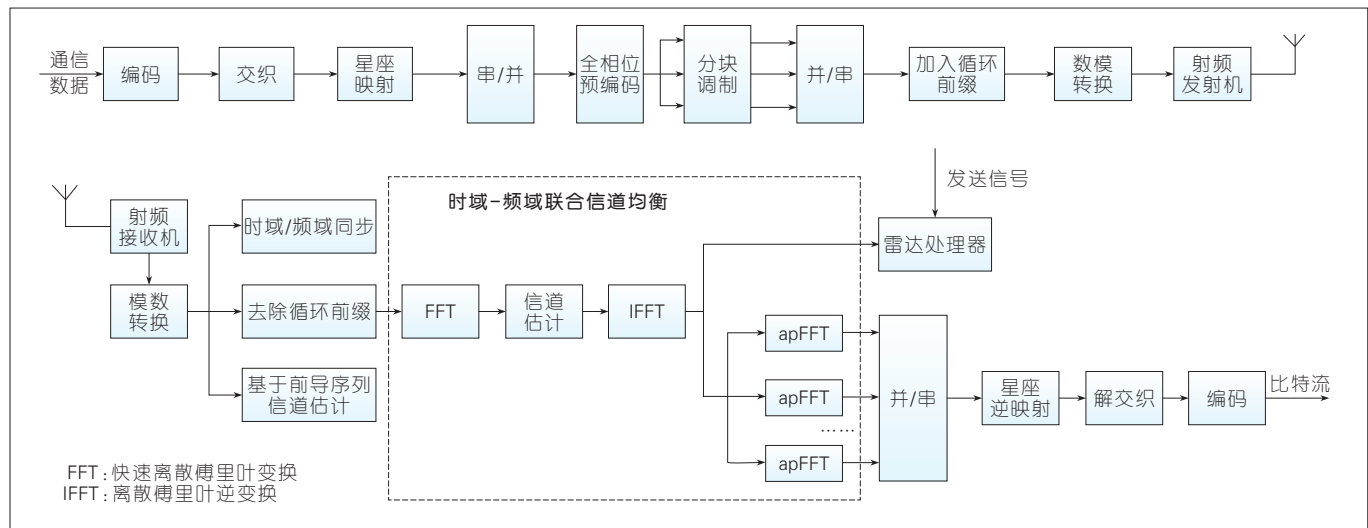 通信
数据
编码
交织
星座
映射
串/并
全相位
预编码
分块
调制
并/串
加入循环
前缀
数模
转换
射频
发射机
发送信号
时域-频域联合信道均衡
射频
接收机
时域/频域同步
雷达处理器
模数
转换
去除循环前缀
FFT
信道
估计
IFFT
apFFT
基于前导序列
信道估计
apFFT
……
apFFT
并/串
星座
逆映射
解交织
编码
比特流
FFT:快速离散傅里叶变换
IFFT:离散傅里叶逆变换